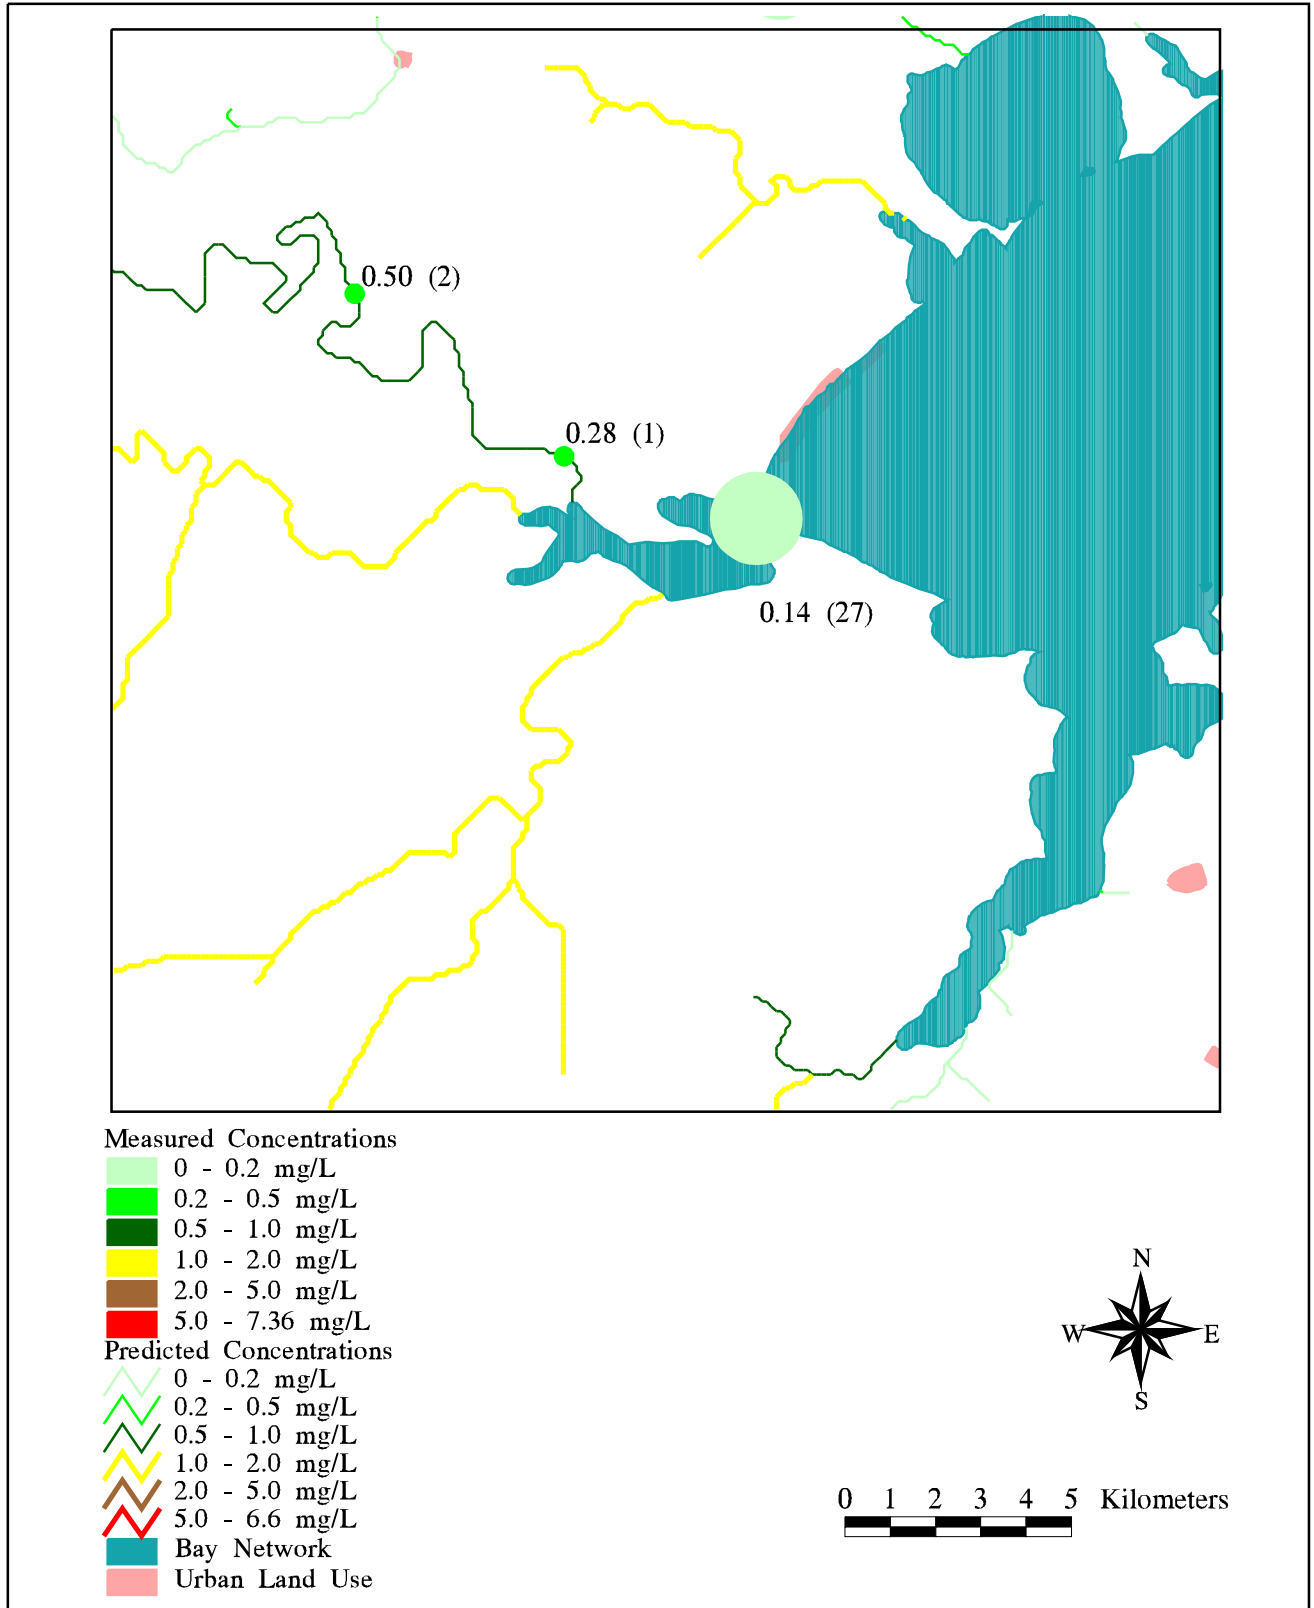 0.50 (2)
0.28 (1)
0.14 (27)
Measured Concentrations
0 - 0.2 mg/L
0.2 - 0.5 mg/L
0.5 - 1.0 mg/L
1.0 - 2.0 mg/L
2.0 - 5.0 mg/L
5.0 - 7.36 mg/L
Predicted Concentrations
0 - 0.2 mg/L
0.2 - 0.5 mg/L
0.5 - 1.0 mg/L
1.0 - 2.0 mg/L
2.0 - 5.0 mg/L
5.0 - 6.6 mg/L
Bay Network
Urban Land Use
N
W E
S
0 1 2 3 4 5 Kilometers